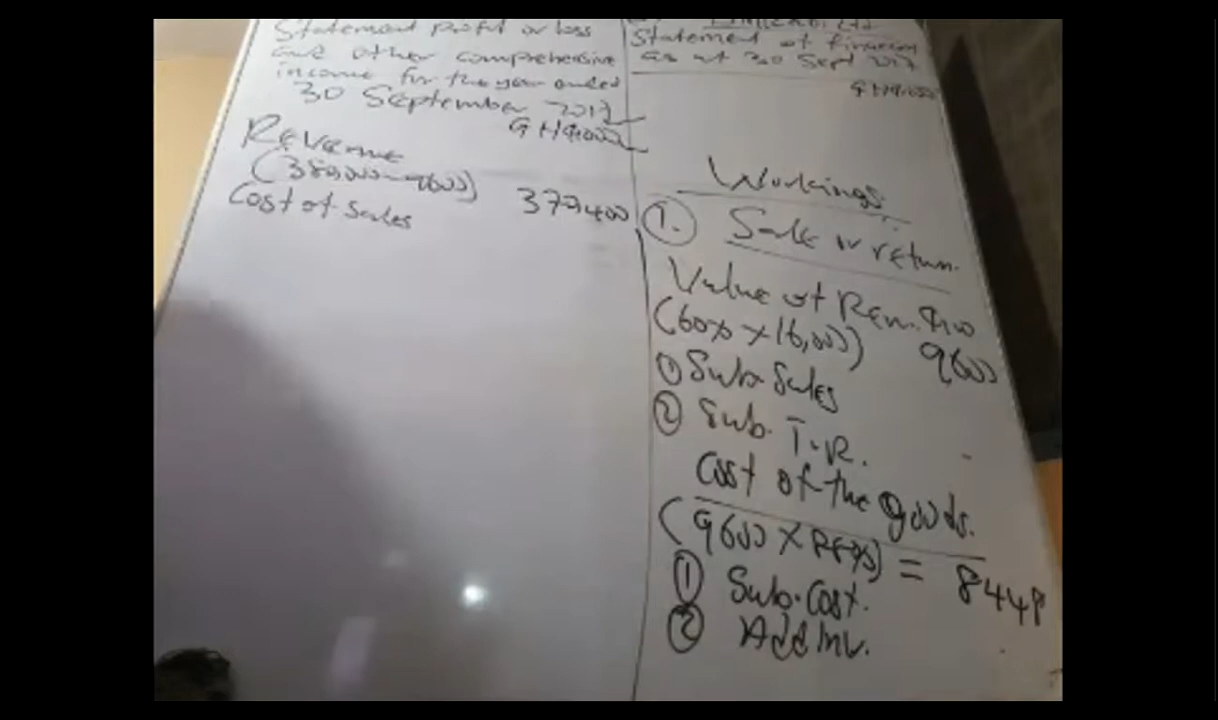 Statement profit or loss
and other comprehensive
income for the year ended
30 September 2017
GH¢000
Revenue
(380,000-9600) 370,400
Cost of Sales
Ltd
Statement of financial
as at 30 Sept 2017
GH¢000
Workings
1. Sale or return
Value of Rem.
(60% x 16,000) 9600
① Sub. Sales
② Sub. T.R.
Cost of the goods.
(9600 x 88%) = 8448
① Sub. Cost.
② Add Inv.